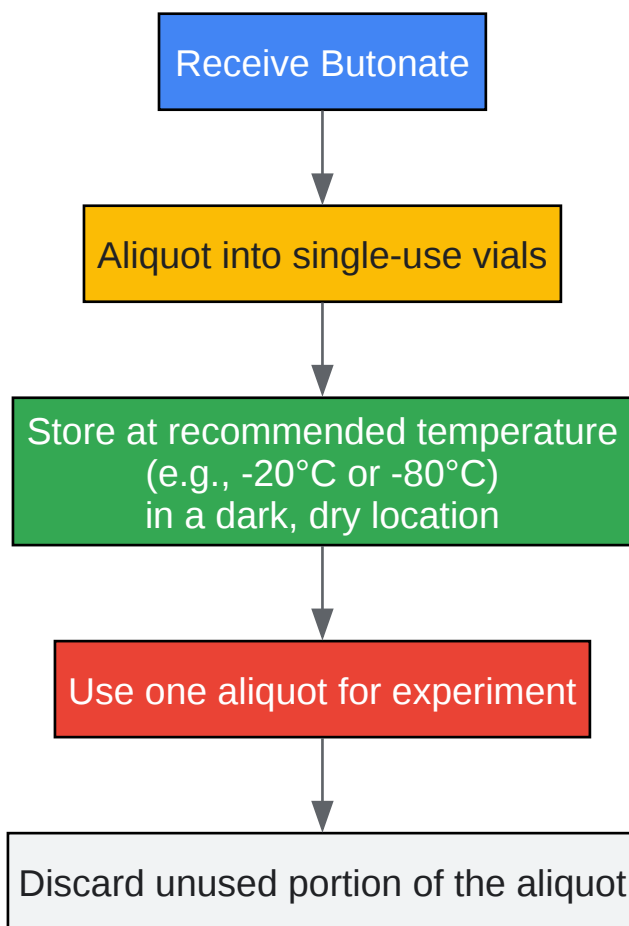 Receive Butonate
Aliquot into single-use vials
Store at recommended temperature
(e.g., -20°C or -80°C)
in a dark, dry location
Use one aliquot for experiment
Discard unused portion of the aliquot